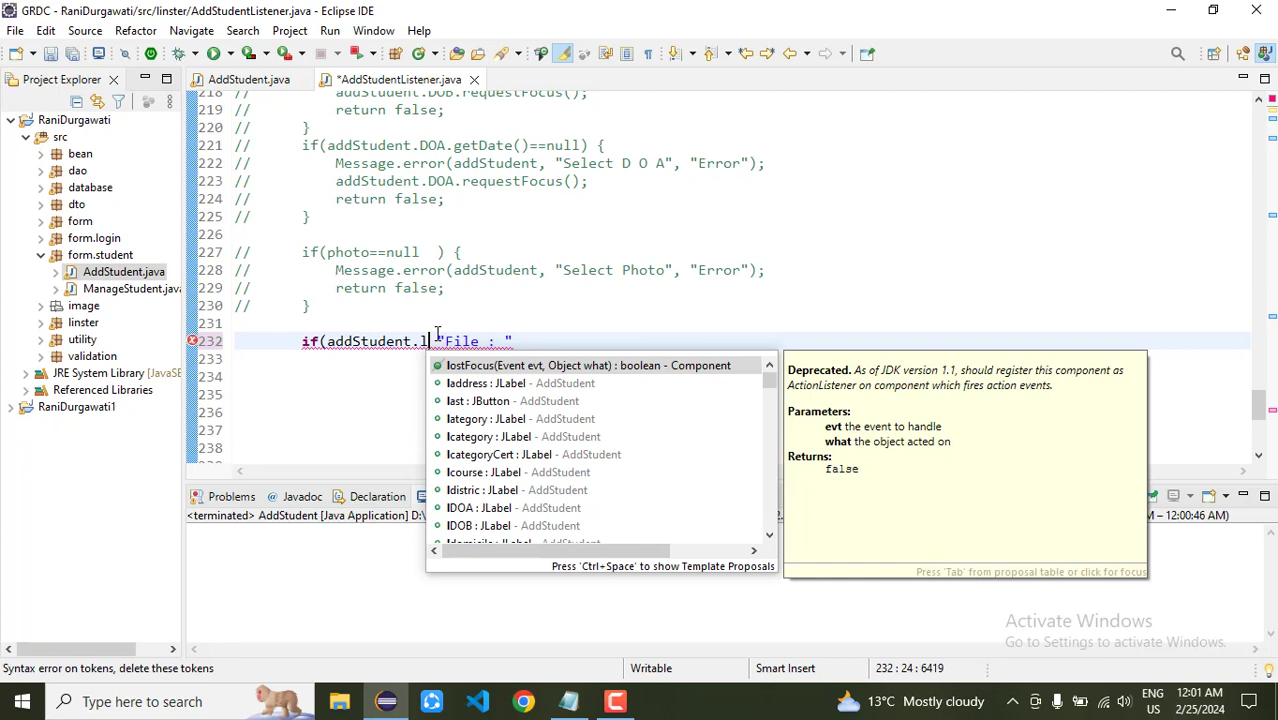 GRDC - RaniDurgawati/src/linster/AddStudentListener.java - Eclipse IDE
File Edit Source Refactor Navigate Search Project Run Window Help
Project Explorer
AddStudent.java
*AddStudentListener.java
RaniDurgawati
src
bean
dao
database
dto
form
form.login
form.student
AddStudent.java
ManageStudent.java
image
linster
utility
validation
JRE System Library [JavaSE
Referenced Libraries
RaniDurgawati1
218 // addStudent.DOB.requestFocus();
219 // return false;
220 // }
221 // if(addStudent.DOA.getDate()==null) {
222 // Message.error(addStudent, "Select D O A", "Error");
223 // addStudent.DOA.requestFocus();
224 // return false;
225 // }
226
227 // if(photo==null ) {
228 // Message.error(addStudent, "Select Photo", "Error");
229 // return false;
230 // }
231
232 if(addStudent.l "File : "
233
234
235
236
237
238
lostFocus(Event evt, Object what) : boolean - Component
laddress : JLabel - AddStudent
last : JButton - AddStudent
lategory : JLabel - AddStudent
lcategory : JLabel - AddStudent
lcategoryCert : JLabel - AddStudent
lcourse : JLabel - AddStudent
ldistric : JLabel - AddStudent
lDOA : JLabel - AddStudent
lDOB : JLabel - AddStudent
ldomicile : JLabel - AddStudent
Press 'Ctrl+Space' to show Template Proposals
Deprecated. As of JDK version 1.1, should register this component as
ActionListener on component which fires action events.
Parameters:
evt the event to handle
what the object acted on
Returns:
false
Press 'Tab' from proposal table or click for focus
Problems Javadoc Declaration
<terminated> AddStudent [Java Application] D:\
AM – 12:00:46 AM)
Activate Windows
Go to Settings to activate Windows.
Syntax error on tokens, delete these tokens
Writable
Smart Insert
232 : 24 : 6419
Type here to search
13°C Mostly cloudy
ENG
US
12:01 AM
2/25/2024